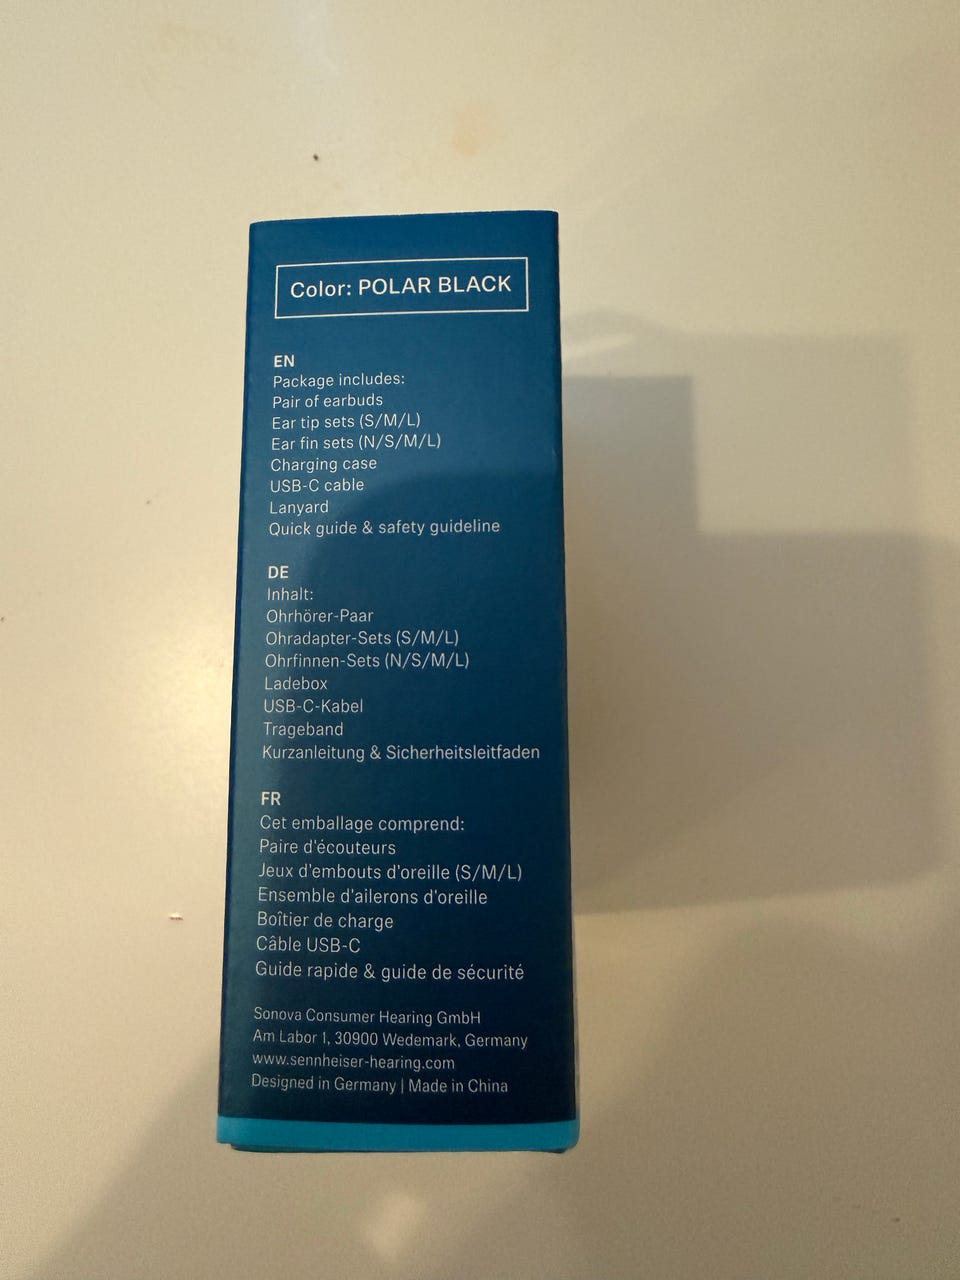 Color: POLAR BLACK
EN
Package includes:
Pair of earbuds
Ear tip sets (S/M/L)
Ear fin sets (N/S/M/L)
Charging case
USB-C cable
Lanyard
Quick guide & safety guideline
DE
Inhalt:
Ohrhörer-Paar
Ohradapter-Sets (S/M/L)
Ohrfinnen-Sets (N/S/M/L)
Ladebox
USB-C-Kabel
Trageband
Kurzanleitung & Sicherheitsleitfaden
FR
Cet emballage comprend:
Paire d'écouteurs
Jeux d'embouts d'oreille (S/M/L)
Ensemble d'ailerons d'oreille
Boîtier de charge
Câble USB-C
Guide rapide & guide de sécurité
Sonova Consumer Hearing GmbH
Am Labor 1, 30900 Wedemark, Germany
www.sennheiser-hearing.com
Designed in Germany | Made in China